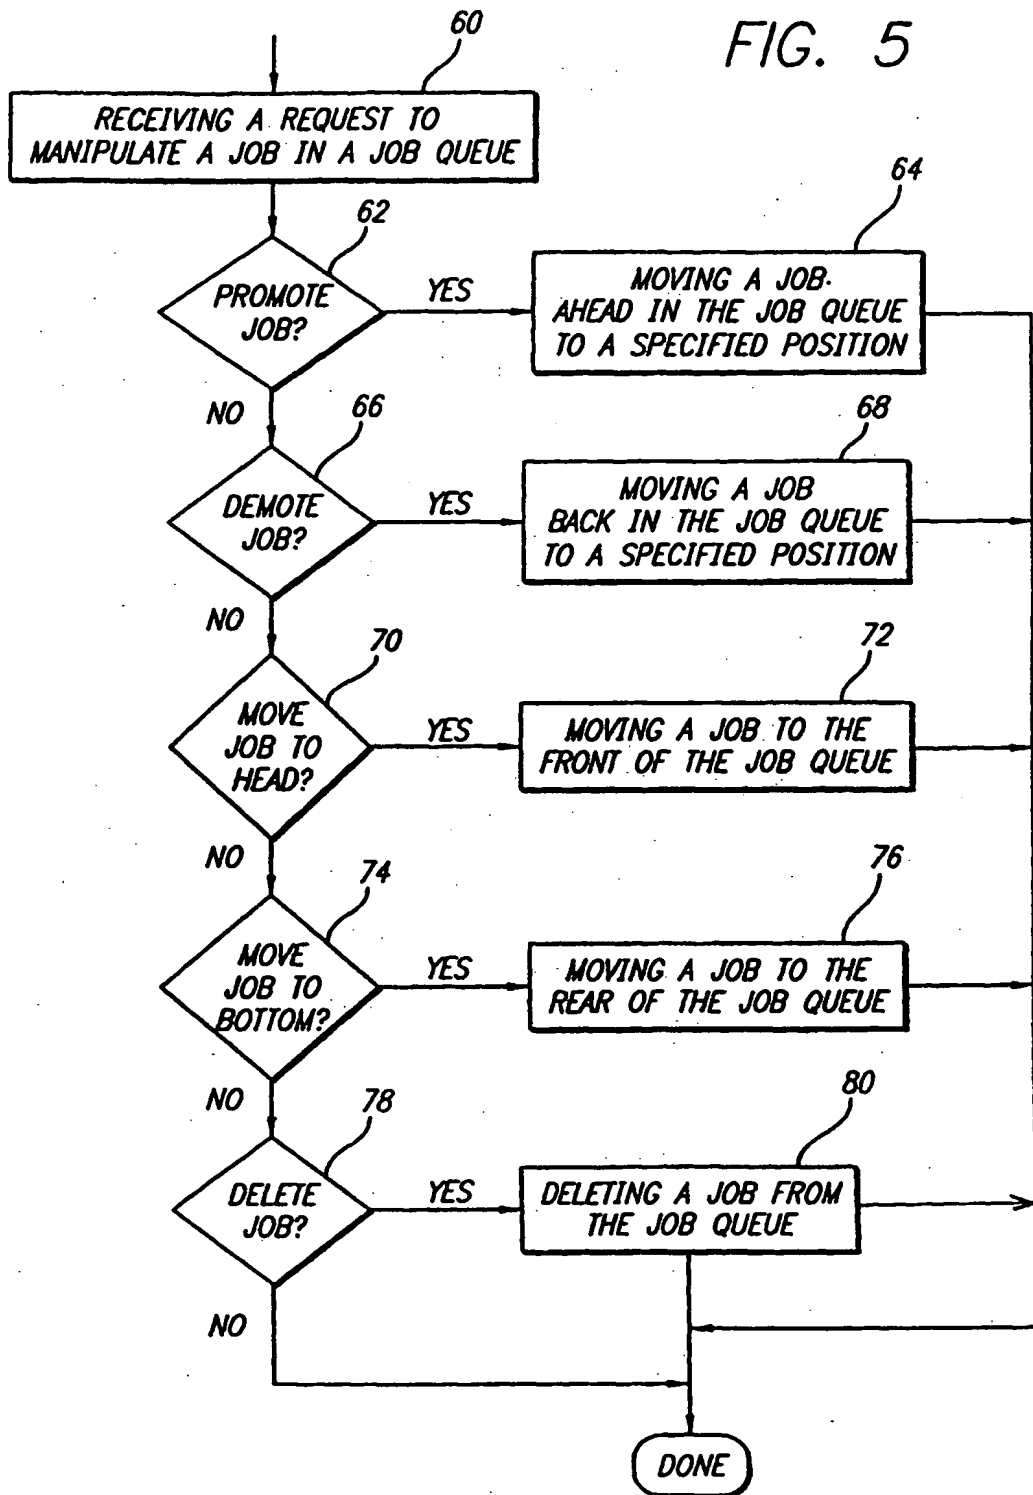 FIG. 5
60
RECEIVING A REQUEST TO
MANIPULATE A JOB IN A JOB QUEUE
62
PROMOTE
JOB?
YES
64
MOVING A JOB
AHEAD IN THE JOB QUEUE
TO A SPECIFIED POSITION
NO
66
DEMOTE
JOB?
YES
68
MOVING A JOB
BACK IN THE JOB QUEUE
TO A SPECIFIED POSITION
NO
70
MOVE
JOB TO
HEAD?
YES
72
MOVING A JOB TO THE
FRONT OF THE JOB QUEUE
NO
74
MOVE
JOB TO
BOTTOM?
YES
76
MOVING A JOB TO THE
REAR OF THE JOB QUEUE
NO
78
DELETE
JOB?
YES
80
DELETING A JOB FROM
THE JOB QUEUE
NO
DONE